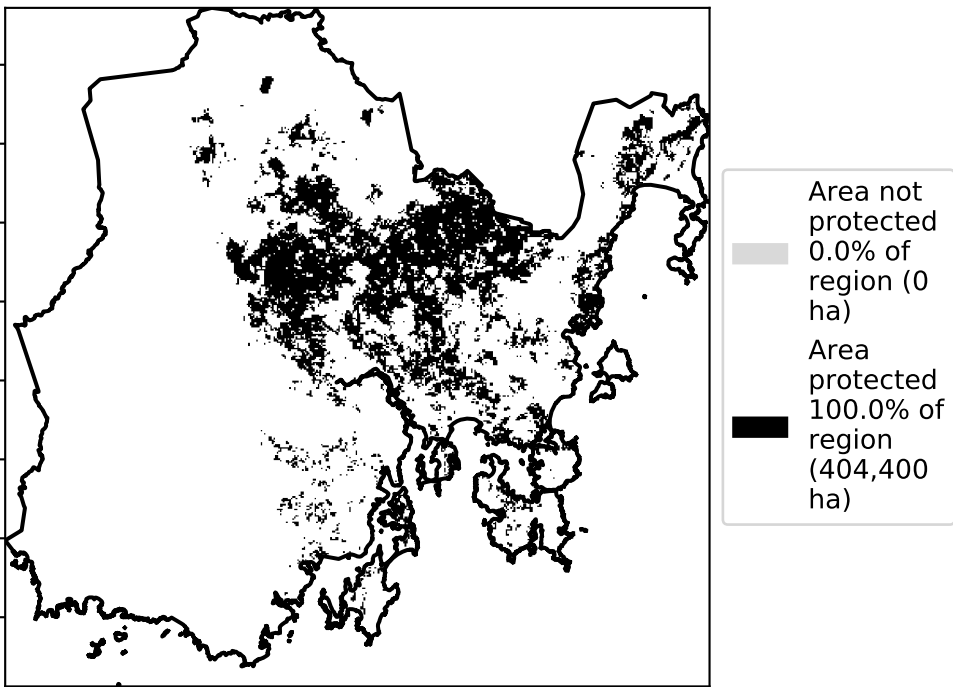 Area not
protected
0.0% of
region (0
ha)
Area
protected
100.0% of
region
(404,400
ha)